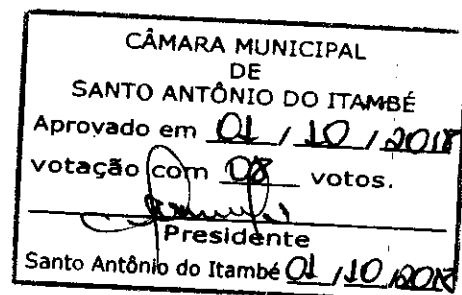 CÂMARA MUNICIPAL
DE
SANTO ANTÔNIO DO ITAMBÉ
Aprovado em 01 / 10 / 2018
votação com 08 votos.
Presidente
Santo Antônio do Itambé 01 / 10 / 2018